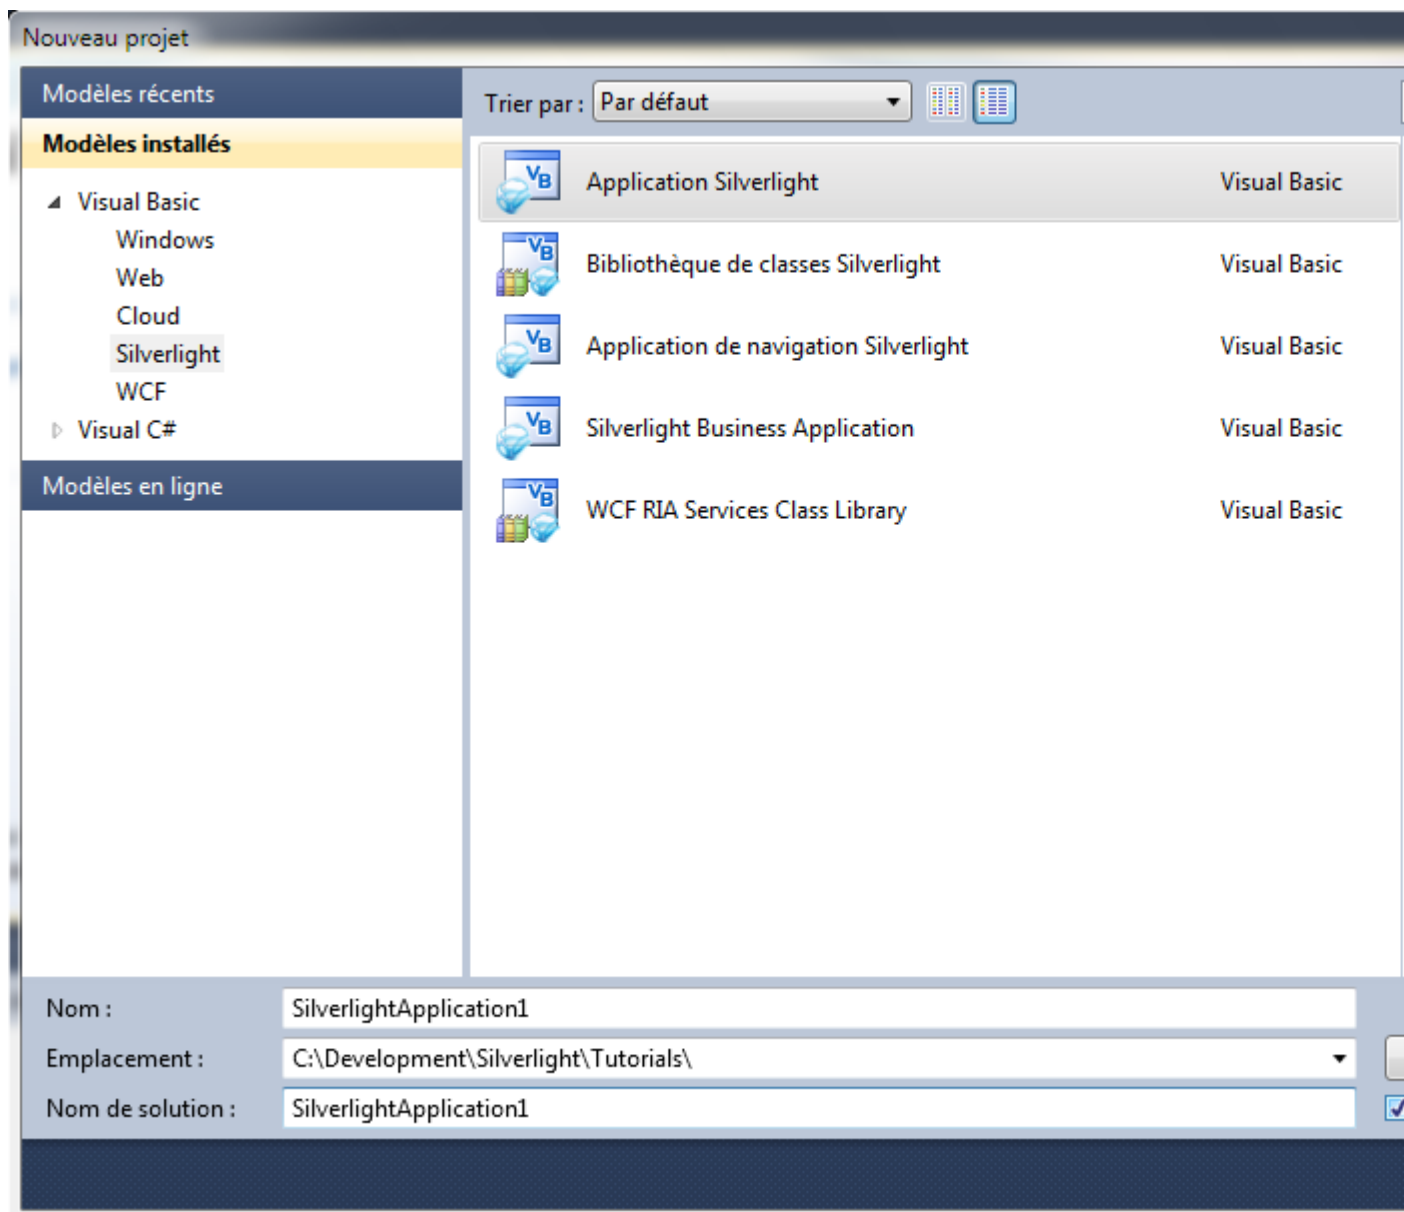 Nouveau projet
Modèles récents
Modèles installés
Visual Basic
Windows
Web
Cloud
Silverlight
WCF
Visual C#
Modèles en ligne
Trier par : Par défaut
Application Silverlight Visual Basic
Bibliothèque de classes Silverlight Visual Basic
Application de navigation Silverlight Visual Basic
Silverlight Business Application Visual Basic
WCF RIA Services Class Library Visual Basic
Nom : SilverlightApplication1
Emplacement : C:\Development\Silverlight\Tutorials\
Nom de solution : SilverlightApplication1